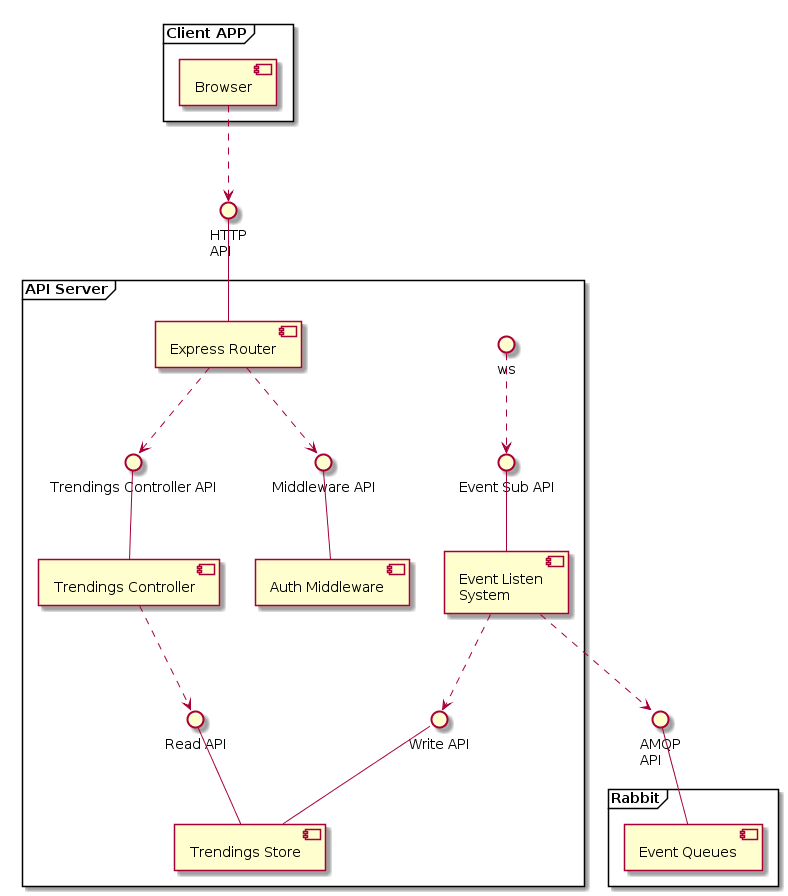 Client APP
Browser
HTTP
API
API Server
Express Router
ws
Trendings Controller API
Middleware API
Event Sub API
Trendings Controller
Auth Middleware
Event Listen
System
Read API
Write API
AMQP
API
Rabbit
Trendings Store
Event Queues